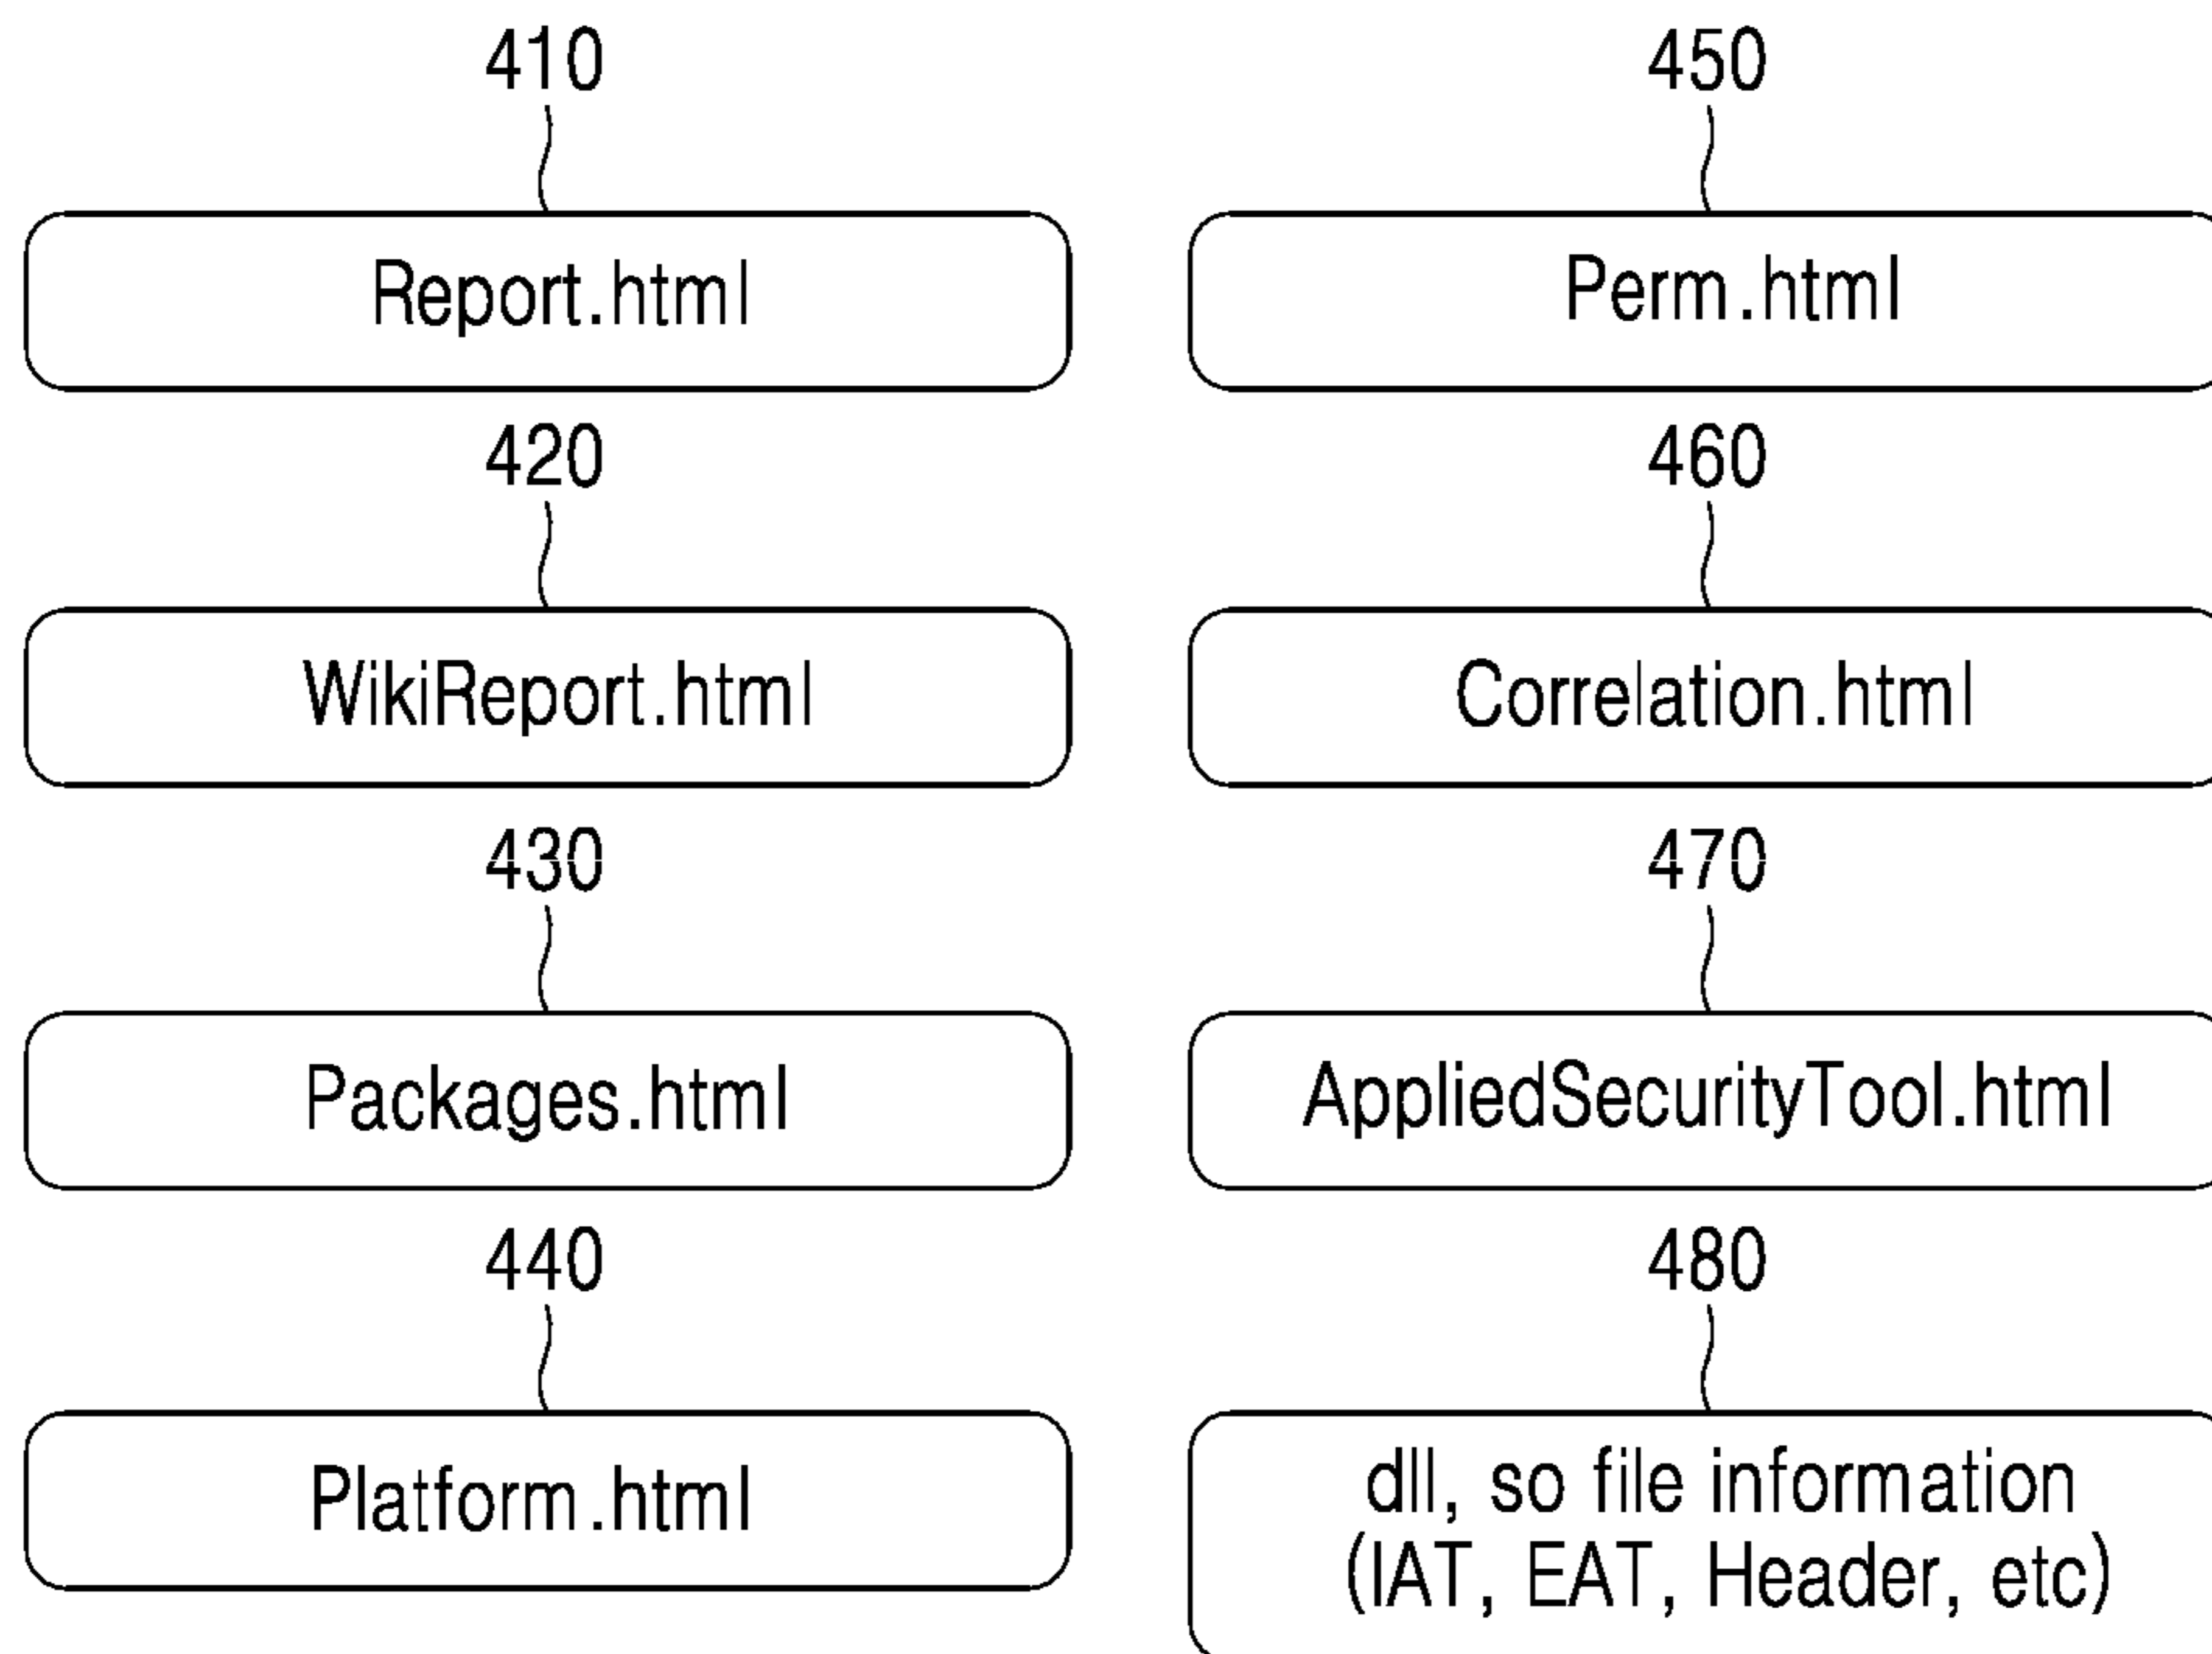 410
Report.html
420
WikiReport.html
430
Packages.html
440
Platform.html
450
Perm.html
460
Correlation.html
470
AppliedSecurityTool.html
480
dll, so file information
(IAT, EAT, Header, etc)